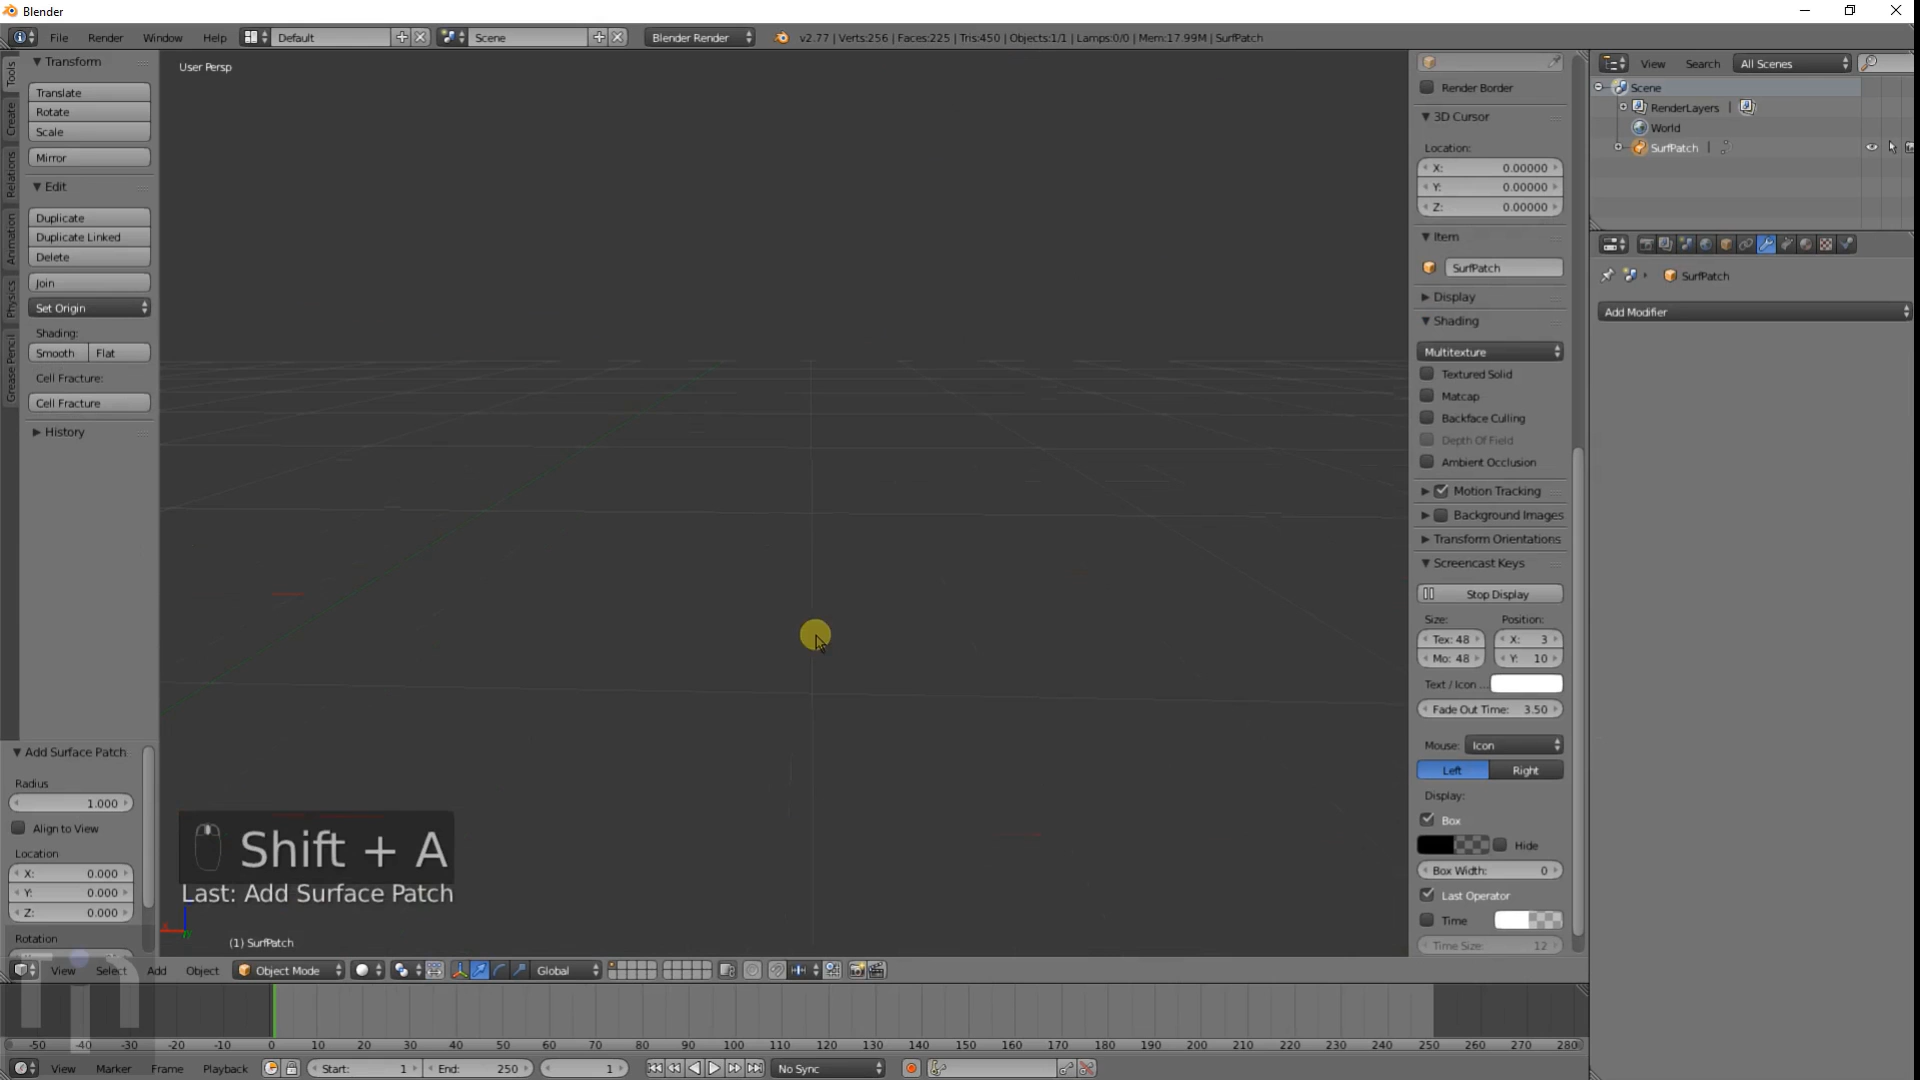 Blender
File Render Window Help Default Scene Blender Render v2.77 | Verts:256 | Faces:225 | Tris:450 | Objects:1/1 | Lamps:0/0 | Mem:17.99M | SurfPatch
Tools
Create
Relations
Animation
Physics
Grease Pencil
Transform
Translate
Rotate
Scale
Mirror
Edit
Duplicate
Duplicate Linked
Delete
Join
Set Origin
Shading:
Smooth Flat
Cell Fracture:
Cell Fracture
History
Add Surface Patch
Radius
1.000
Align to View
Location
X: 0.000
Y: 0.000
Z: 0.000
Rotation
User Persp
Shift + A
Last: Add Surface Patch
(1) SurfPatch
Render Border
3D Cursor
Location:
X: 0.00000
Y: 0.00000
Z: 0.00000
Item
SurfPatch
Display
Shading
Multitexture
Textured Solid
Matcap
Backface Culling
Depth Of Field
Ambient Occlusion
Motion Tracking
Background Images
Transform Orientations
Screencast Keys
Stop Display
Size: Position:
Tex: 48 X: 3
Mo: 48 Y: 10
Text / Icon ...
Fade Out Time: 3.50
Mouse: Icon
Left Right
Display:
Box
Hide
Box Width: 0
Last Operator
Time
Time Size: 12
View Search All Scenes
Scene
RenderLayers |
World
SurfPatch |
SurfPatch
Add Modifier
View Select Add Object Object Mode Global
-50 -40 -30 -20 -10 0 10 20 30 40 50 60 70 80 90 100 110 120 130 140 150 160 170 180 190 200 210 220 230 240 250 260 270 280
View Marker Frame Playback Start: 1 End: 250 1 No Sync